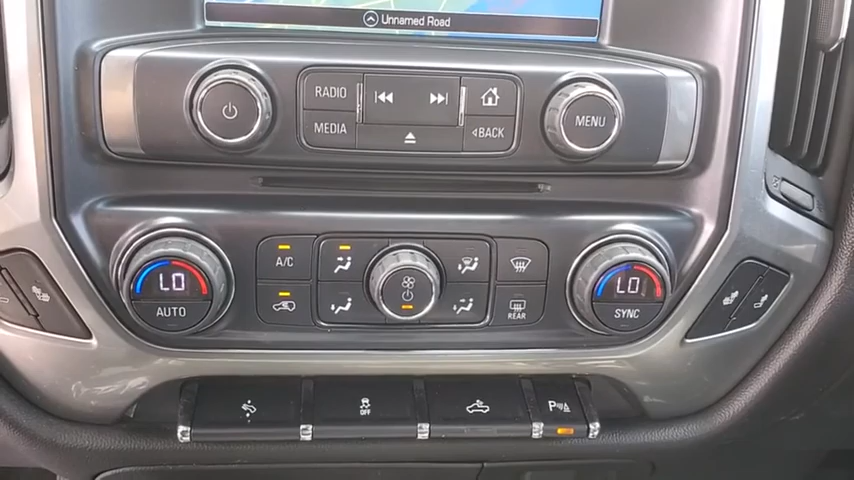 Unnamed Road
RADIO
MEDIA
BACK
MENU
A/C
LO
AUTO
REAR
LO
SYNC
OFF
P